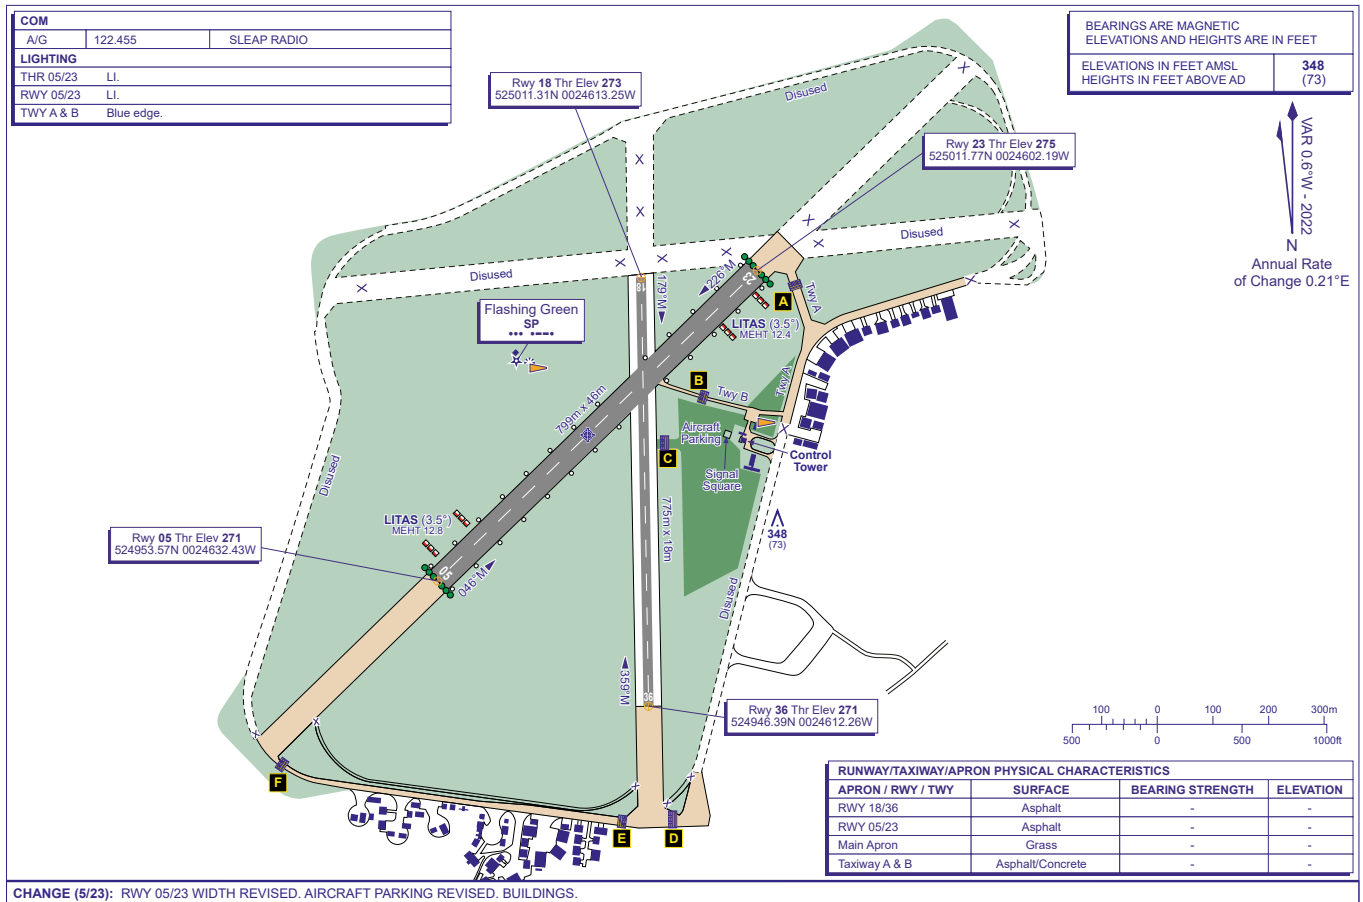 COM
A/G 122.455 SLEAP RADIO
LIGHTING
THR 05/23 LI.
RWY 05/23 LI.
TWY A & B Blue edge.
BEARINGS ARE MAGNETIC
ELEVATIONS AND HEIGHTS ARE IN FEET
ELEVATIONS IN FEET AMSL 348
HEIGHTS IN FEET ABOVE AD (73)
VAR 0.6°W - 2022
N
Annual Rate
of Change 0.21°E
Rwy 18 Thr Elev 273
525011.31N 0024613.25W
Rwy 23 Thr Elev 275
525011.77N 0024602.19W
Disused
X
X
X
X
Disused
X
X
X
X
X
Disused
X
X
X
18
179°M
226°M
23
A
Twy A
LITAS (3.5°)
MEHT 12.4
Flashing Green
SP
799m x 46m
B
Twy B
Twy A
Aircraft
Parking
X
C
Signal
Square
Control
Tower
Disused
775m x 18m
348
(73)
LITAS (3.5°)
MEHT 12.8
Rwy 05 Thr Elev 271
524953.57N 0024632.43W
05
046°M
Disused
359°M
36
Rwy 36 Thr Elev 271
524946.39N 0024612.26W
X
X
X
X
X
F
E
D
100 0 100 200 300m
500 0 500 1000ft
RUNWAY/TAXIWAY/APRON PHYSICAL CHARACTERISTICS
APRON / RWY / TWY SURFACE BEARING STRENGTH ELEVATION
RWY 18/36 Asphalt - -
RWY 05/23 Asphalt - -
Main Apron Grass - -
Taxiway A & B Asphalt/Concrete - -
CHANGE (5/23): RWY 05/23 WIDTH REVISED. AIRCRAFT PARKING REVISED. BUILDINGS.